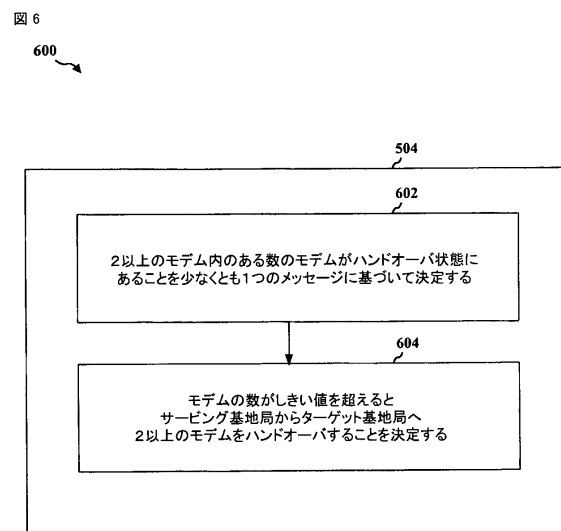 図 6
600
504
602
2以上のモデム内のある数のモデムがハンドオーバ状態に
あることを少なくとも1つのメッセージに基づいて決定する
604
モデムの数がしきい値を超えると
サービング基地局からターゲット基地局へ
2以上のモデムをハンドオーバすることを決定する